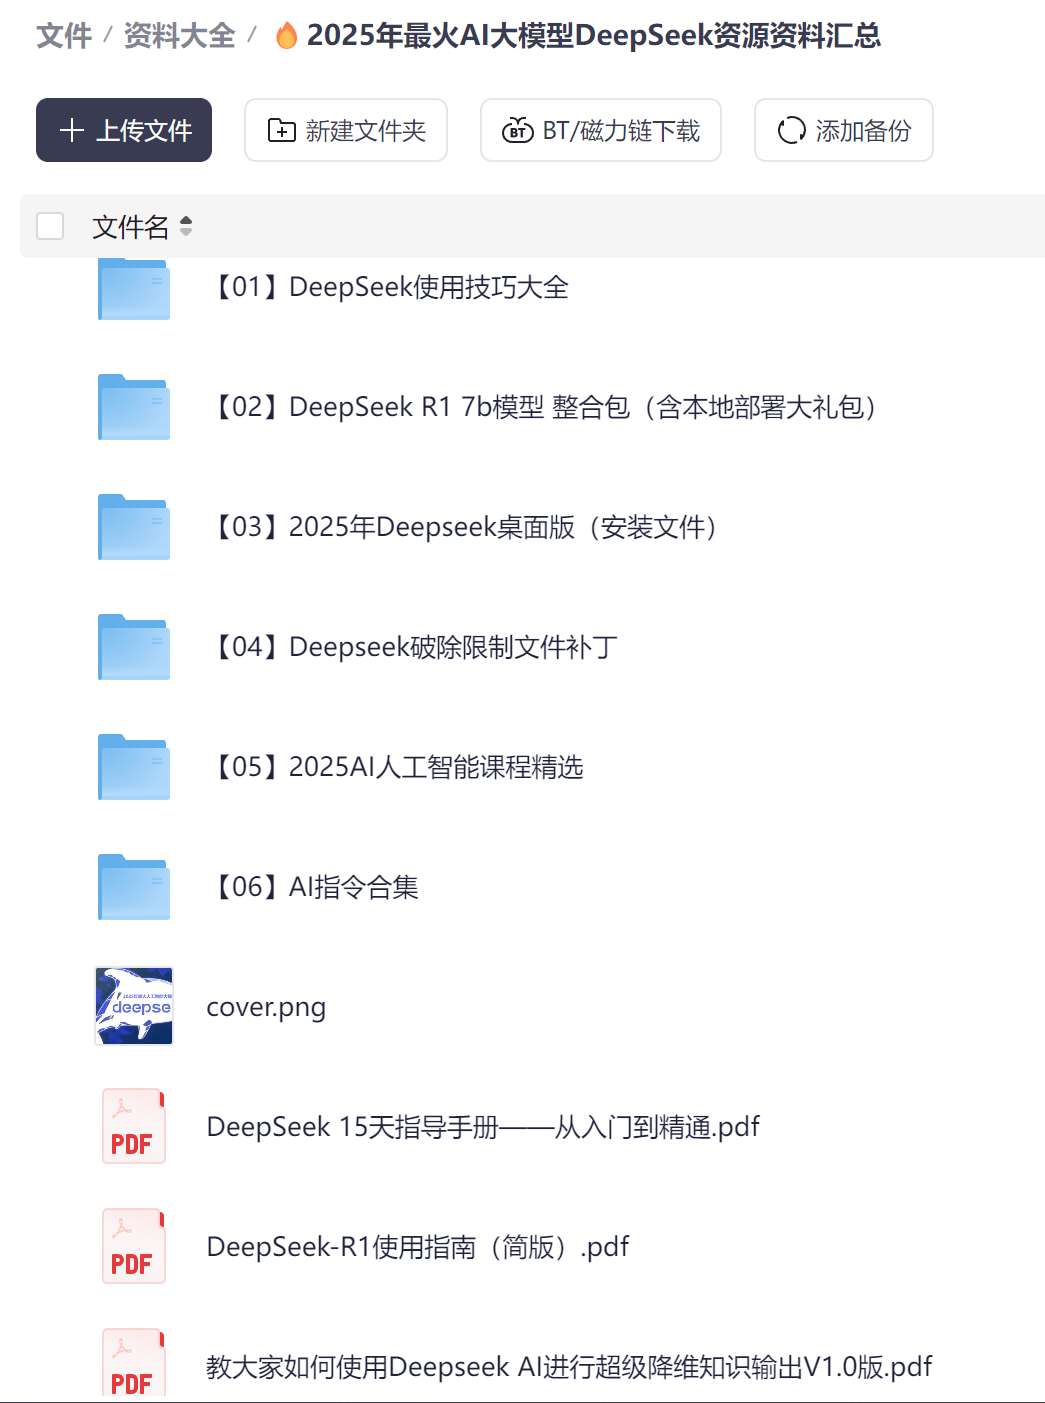 文件 / 资料大全 / 🔥2025年最火AI大模型DeepSeek资源资料汇总
上传文件 新建文件夹 BT/磁力链下载 添加备份
文件名
【01】DeepSeek使用技巧大全
【02】DeepSeek R1 7b模型 整合包（含本地部署大礼包）
【03】2025年Deepseek桌面版（安装文件）
【04】Deepseek破除限制文件补丁
【05】2025AI人工智能课程精选
【06】AI指令合集
deepse
cover.png
PDF
DeepSeek 15天指导手册——从入门到精通.pdf
PDF
DeepSeek-R1使用指南（简版）.pdf
PDF
教大家如何使用Deepseek AI进行超级降维知识输出V1.0版.pdf